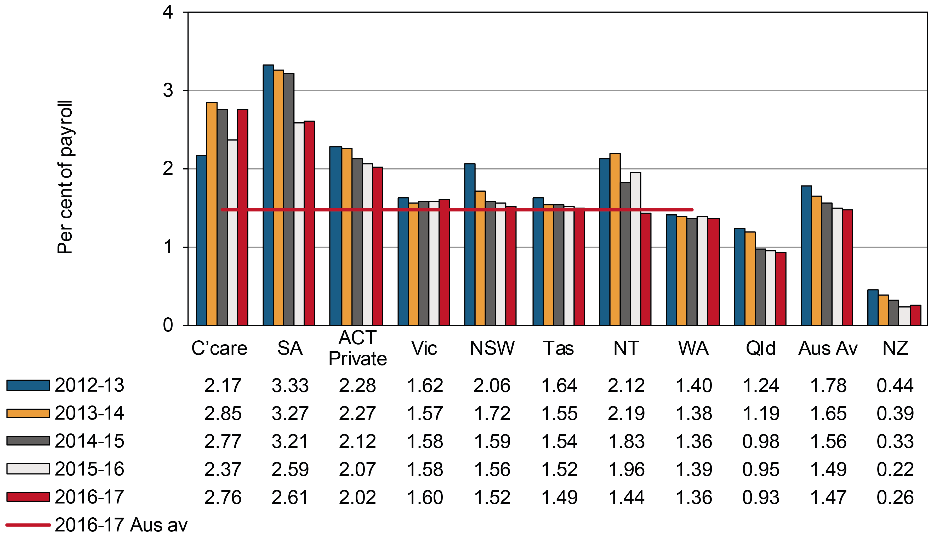 Per cent of payroll
4
3
2
1
0
C'care SA ACT Private Vic NSW Tas NT WA Qld Aus Av NZ
2012-13 2.17 3.33 2.28 1.62 2.06 1.64 2.12 1.40 1.24 1.78 0.44
2013-14 2.85 3.27 2.27 1.57 1.72 1.55 2.19 1.38 1.19 1.65 0.39
2014-15 2.77 3.21 2.12 1.58 1.59 1.54 1.83 1.36 0.98 1.56 0.33
2015-16 2.37 2.59 2.07 1.58 1.56 1.52 1.96 1.39 0.95 1.49 0.22
2016-17 2.76 2.61 2.02 1.60 1.52 1.49 1.44 1.36 0.93 1.47 0.26
2016-17 Aus av